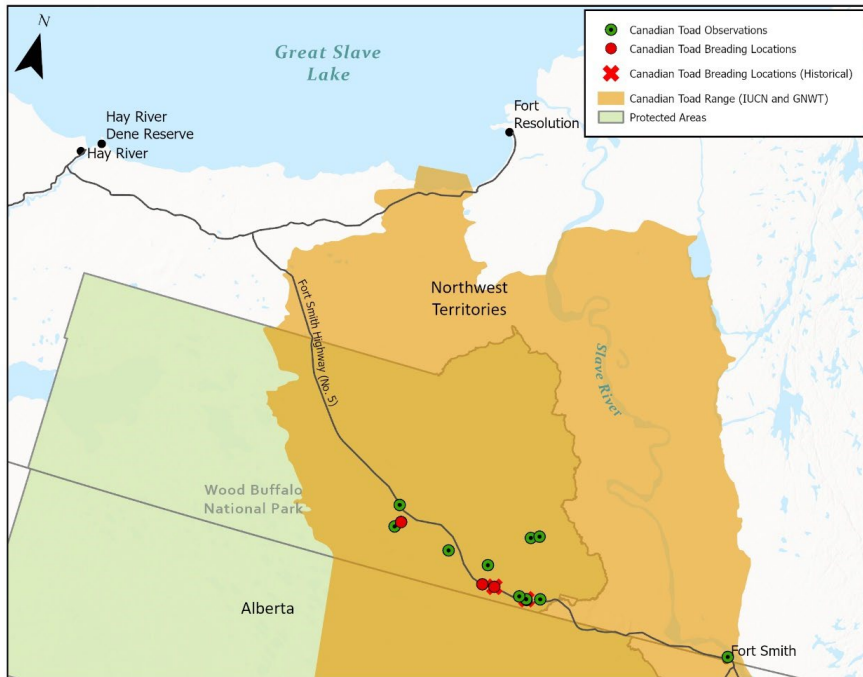 N
Great Slave
Lake
Canadian Toad Observations
Canadian Toad Breading Locations
Canadian Toad Breading Locations (Historical)
Canadian Toad Range (IUCN and GNWT)
Protected Areas
Hay River
Dene Reserve
Hay River
Fort
Resolution
Northwest
Territories
Fort Smith Highway (No. 5)
Slave River
Wood Buffalo
National Park
Alberta
Fort Smith